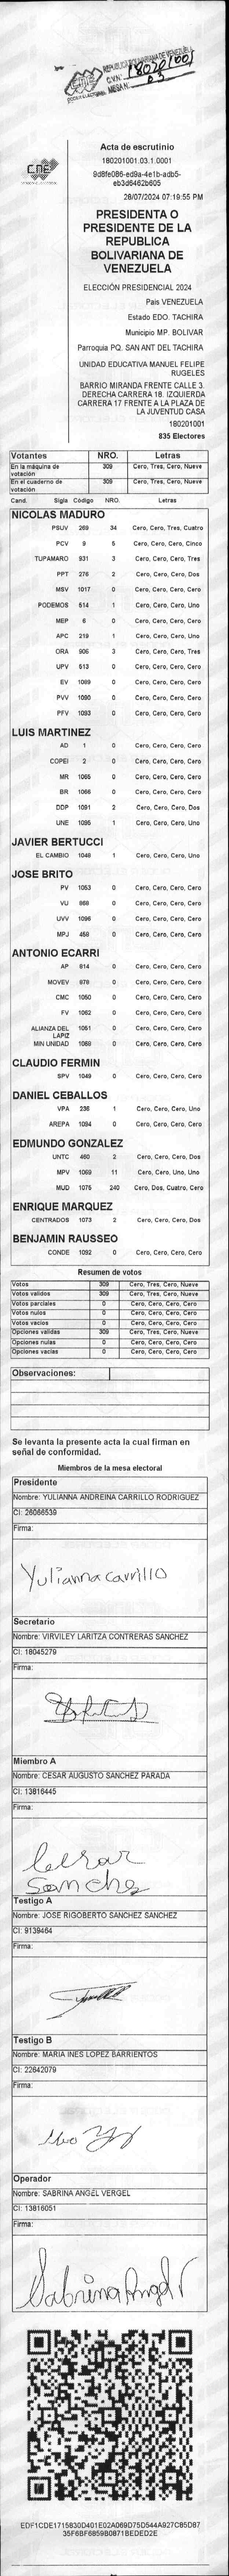 REPUBLICA BOLIVARIANA DE VENEZUELA
180201001
03
CNE
Acta de escrutinio
180201001.03.1.0001
9d8fe086-ed9a-4e1b-adb5-
eb3d6462b605
28/07/2024 07:19:55 PM
PRESIDENTA O
PRESIDENTE DE LA
REPUBLICA
BOLIVARIANA DE
VENEZUELA
ELECCIÓN PRESIDENCIAL 2024
País VENEZUELA
Estado EDO. TACHIRA
Municipio MP. BOLIVAR
Parroquia PQ. SAN ANT DEL TACHIRA
UNIDAD EDUCATIVA MANUEL FELIPE
RUGELES
BARRIO MIRANDA FRENTE CALLE 3.
DERECHA CARRERA 18. IZQUIERDA
CARRERA 17 FRENTE A LA PLAZA DE
LA JUVENTUD CASA
180201001
835 Electores
Votantes NRO. Letras
En la máquina de votación 309 Cero, Tres, Cero, Nueve
En el cuaderno de votación 309 Cero, Tres, Cero, Nueve
Cand. Sigla Código NRO. Letras
NICOLAS MADURO
PSUV 269 34 Cero, Cero, Tres, Cuatro
PCV 9 5 Cero, Cero, Cero, Cinco
TUPAMARO 931 3 Cero, Cero, Cero, Tres
PPT 276 2 Cero, Cero, Cero, Dos
MSV 1017 0 Cero, Cero, Cero, Cero
PODEMOS 514 1 Cero, Cero, Cero, Uno
MEP 6 0 Cero, Cero, Cero, Cero
APC 219 1 Cero, Cero, Cero, Uno
ORA 906 3 Cero, Cero, Cero, Tres
UPV 513 0 Cero, Cero, Cero, Cero
EV 1089 0 Cero, Cero, Cero, Cero
PVV 1090 0 Cero, Cero, Cero, Cero
PFV 1093 0 Cero, Cero, Cero, Cero
LUIS MARTINEZ
AD 1 0 Cero, Cero, Cero, Cero
COPEI 2 0 Cero, Cero, Cero, Cero
MR 1065 0 Cero, Cero, Cero, Cero
BR 1066 0 Cero, Cero, Cero, Cero
DDP 1091 2 Cero, Cero, Cero, Dos
UNE 1095 1 Cero, Cero, Cero, Uno
JAVIER BERTUCCI
EL CAMBIO 1048 1 Cero, Cero, Cero, Uno
JOSE BRITO
PV 1053 0 Cero, Cero, Cero, Cero
VU 868 0 Cero, Cero, Cero, Cero
UVV 1096 0 Cero, Cero, Cero, Cero
MPJ 458 0 Cero, Cero, Cero, Cero
ANTONIO ECARRI
AP 814 0 Cero, Cero, Cero, Cero
MOVEV 878 0 Cero, Cero, Cero, Cero
CMC 1050 0 Cero, Cero, Cero, Cero
FV 1062 0 Cero, Cero, Cero, Cero
ALIANZA DEL LAPIZ 1051 0 Cero, Cero, Cero, Cero
MIN UNIDAD 1069 0 Cero, Cero, Cero, Cero
CLAUDIO FERMIN
SPV 1049 0 Cero, Cero, Cero, Cero
DANIEL CEBALLOS
VPA 236 1 Cero, Cero, Cero, Uno
AREPA 1094 0 Cero, Cero, Cero, Cero
EDMUNDO GONZALEZ
UNTC 460 2 Cero, Cero, Cero, Dos
MPV 1069 11 Cero, Cero, Uno, Uno
MUD 1075 240 Cero, Dos, Cuatro, Cero
ENRIQUE MARQUEZ
CENTRADOS 1073 2 Cero, Cero, Cero, Dos
BENJAMIN RAUSSEO
CONDE 1092 0 Cero, Cero, Cero, Cero
Resumen de votos
Votos 309 Cero, Tres, Cero, Nueve
Votos validos 309 Cero, Tres, Cero, Nueve
Votos parciales 0 Cero, Cero, Cero, Cero
Votos nulos 0 Cero, Cero, Cero, Cero
Votos vacios 0 Cero, Cero, Cero, Cero
Opciones validas 309 Cero, Tres, Cero, Nueve
Opciones nulas 0 Cero, Cero, Cero, Cero
Opciones vacias 0 Cero, Cero, Cero, Cero
Observaciones:
Se levanta la presente acta la cual firman en
señal de conformidad.
Miembros de la mesa electoral
Presidente
Nombre: YULIANNA ANDREINA CARRILLO RODRIGUEZ
CI: 26066539
Firma:
Yulianna carrillo
Secretario
Nombre: VIRVILEY LARITZA CONTRERAS SANCHEZ
CI: 18045279
Firma:
Miembro A
Nombre: CESAR AUGUSTO SANCHEZ PARADA
CI: 13816445
Firma:
Cesar
Sanchez
Testigo A
Nombre: JOSE RIGOBERTO SANCHEZ SANCHEZ
CI: 9139464
Firma:
Testigo B
Nombre: MARIA INES LOPEZ BARRIENTOS
CI: 22642079
Firma:
Operador
Nombre: SABRINA ANGEL VERGEL
CI: 13816051
Firma:
Sabrina Angel V
EDF1CDE1715830D401E02A069D75D544A927C85D87
35F6BF6859B0871BEDED2E